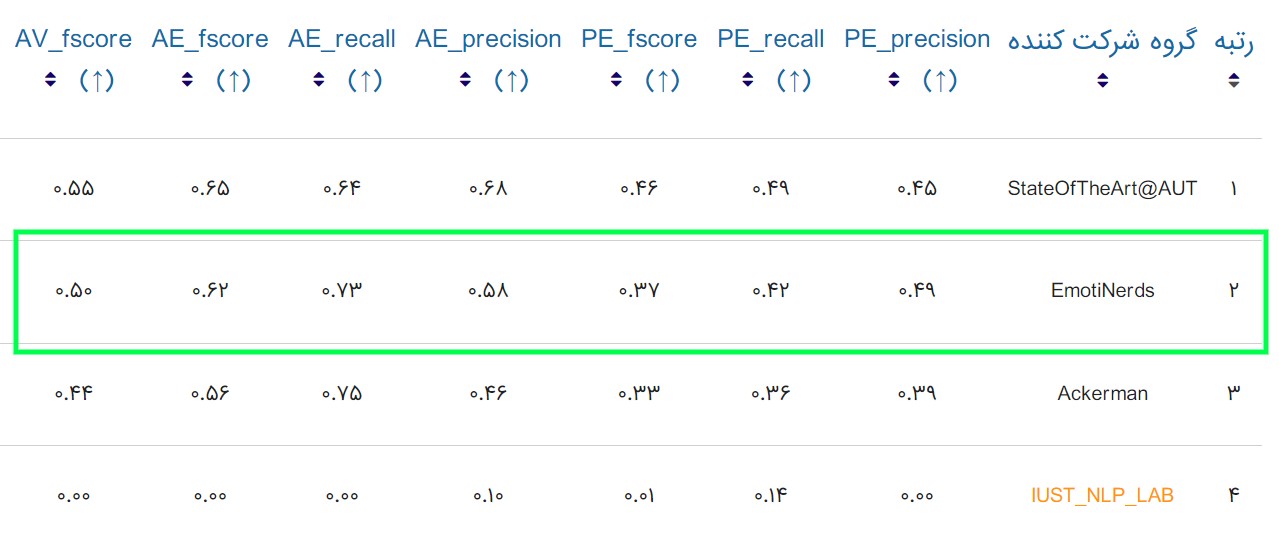 رتبه گروه شرکت کننده PE_precision PE_recall PE_fscore AE_precision AE_recall AE_fscore AV_fscore
(↑) (↑) (↑) (↑) (↑) (↑) (↑)
۱ StateOfTheArt@AUT ۰.۴۵ ۰.۴۹ ۰.۴۶ ۰.۶۸ ۰.۶۴ ۰.۶۵ ۰.۵۵
۲ EmotiNerds ۰.۴۹ ۰.۴۲ ۰.۳۷ ۰.۵۸ ۰.۷۳ ۰.۶۲ ۰.۵۰
۳ Ackerman ۰.۳۹ ۰.۳۶ ۰.۳۳ ۰.۴۶ ۰.۷۵ ۰.۵۶ ۰.۴۴
۴ IUST_NLP_LAB ۰.۰۰ ۰.۱۴ ۰.۰۱ ۰.۱۰ ۰.۰۰ ۰.۰۰ ۰.۰۰